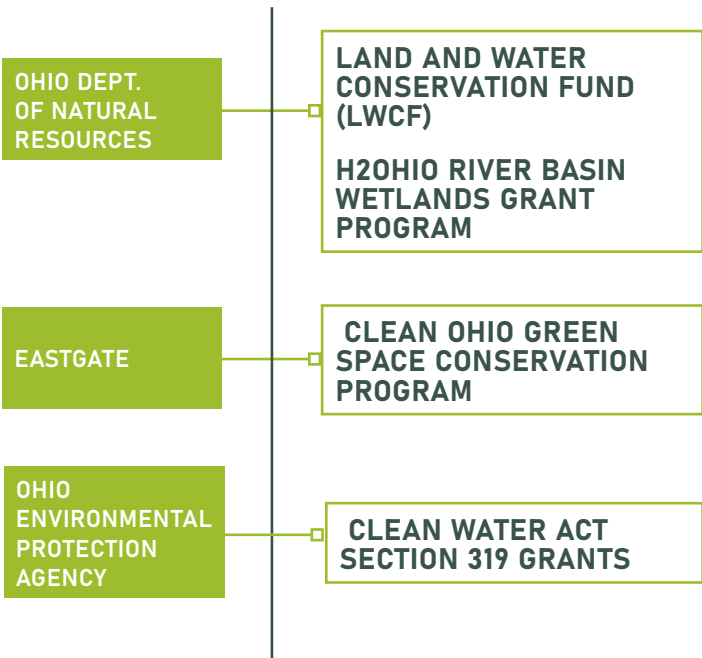 OHIO DEPT.
OF NATURAL
RESOURCES
LAND AND WATER
CONSERVATION FUND
(LWCF)
H2OHIO RIVER BASIN
WETLANDS GRANT
PROGRAM
EASTGATE
CLEAN OHIO GREEN
SPACE CONSERVATION
PROGRAM
OHIO
ENVIRONMENTAL
PROTECTION
AGENCY
CLEAN WATER ACT
SECTION 319 GRANTS